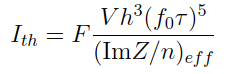 I_{th} = F \frac{V h^3 (f_0 \tau)^5}{(\mathrm{Im} Z/n)_{eff}}